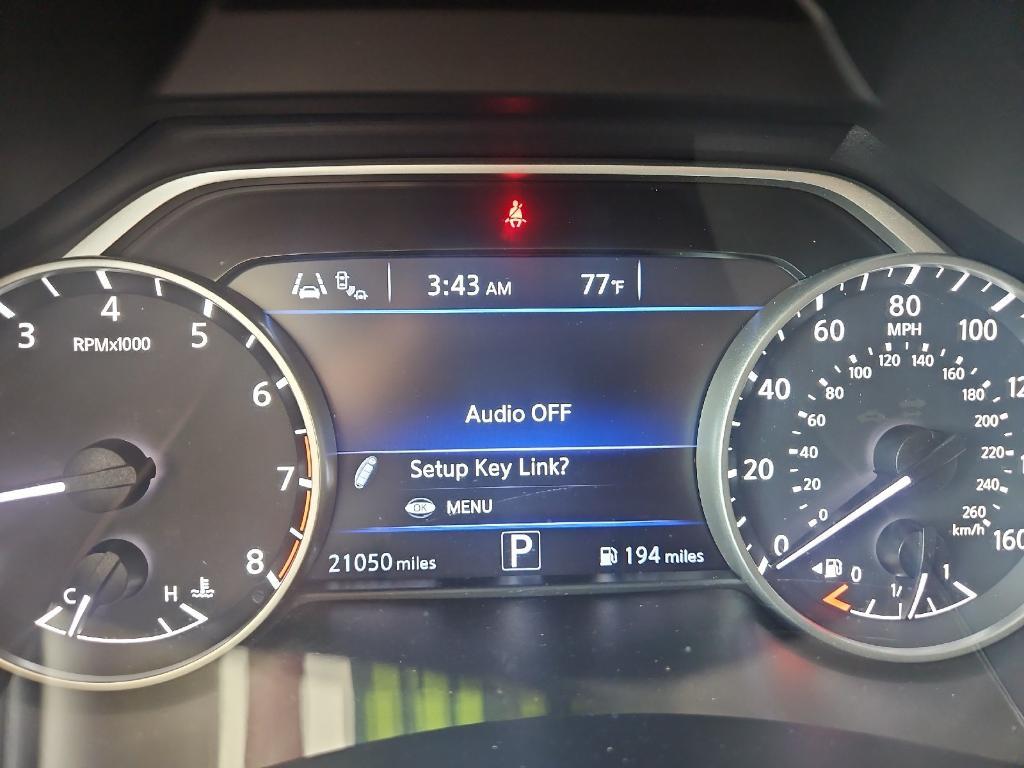 3:43 AM 77°F
Audio OFF
Setup Key Link?
OK MENU
21050 miles P 194 miles
3 4 5 6 7 8
RPMx1000
C H
0 20 40 60 80 100
MPH
0 20 40 60 80 100 120 140 160 180 200 220 240 260
km/h
160
0 1